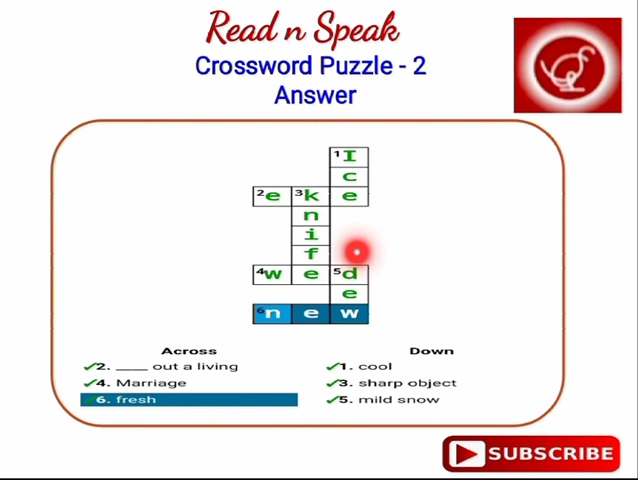 Read n Speak
Crossword Puzzle - 2
Answer
1 I
c
2 e 3 k e
n
i
f
4 w e 5 d
e
6 n e w
Across Down
2. ____ out a living 1. cool
4. Marriage 3. sharp object
6. fresh 5. mild snow
SUBSCRIBE